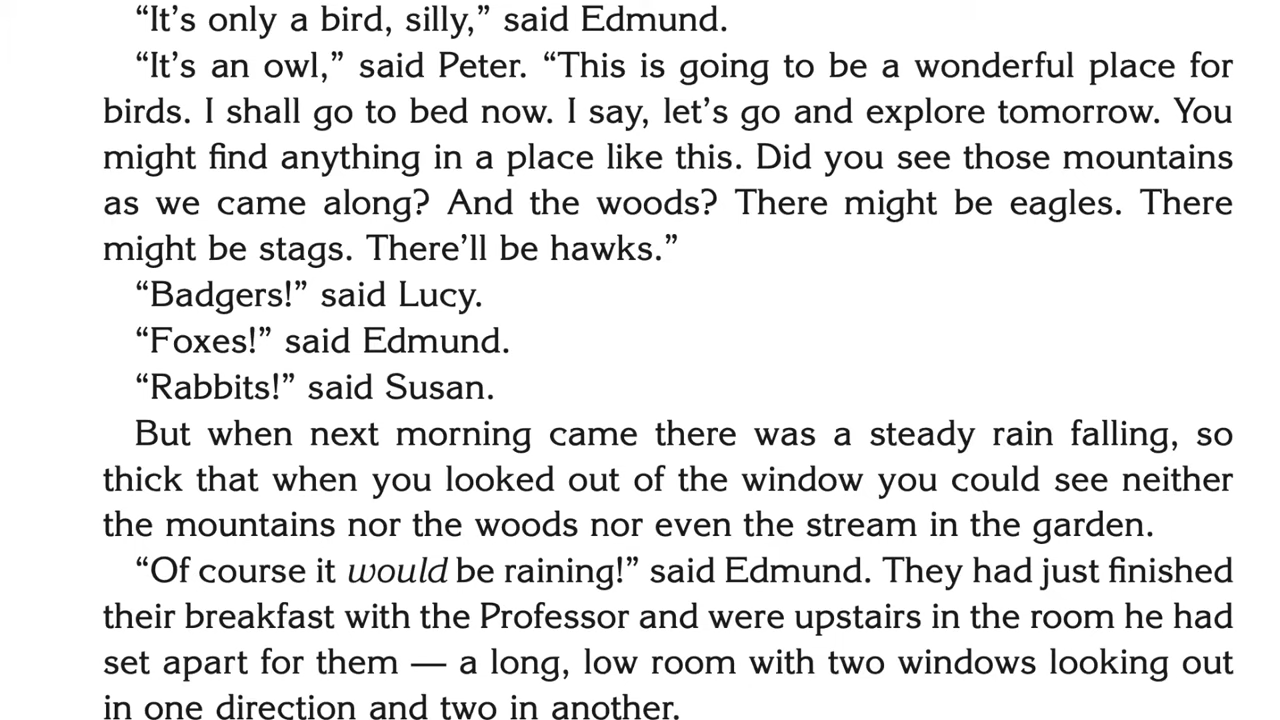 “It’s only a bird, silly,” said Edmund.
“It’s an owl,” said Peter. “This is going to be a wonderful place for
birds. I shall go to bed now. I say, let’s go and explore tomorrow. You
might find anything in a place like this. Did you see those mountains
as we came along? And the woods? There might be eagles. There
might be stags. There’ll be hawks.”
“Badgers!” said Lucy.
“Foxes!” said Edmund.
“Rabbits!” said Susan.
But when next morning came there was a steady rain falling, so
thick that when you looked out of the window you could see neither
the mountains nor the woods nor even the stream in the garden.
“Of course it would be raining!” said Edmund. They had just finished
their breakfast with the Professor and were upstairs in the room he had
set apart for them — a long, low room with two windows looking out
in one direction and two in another.